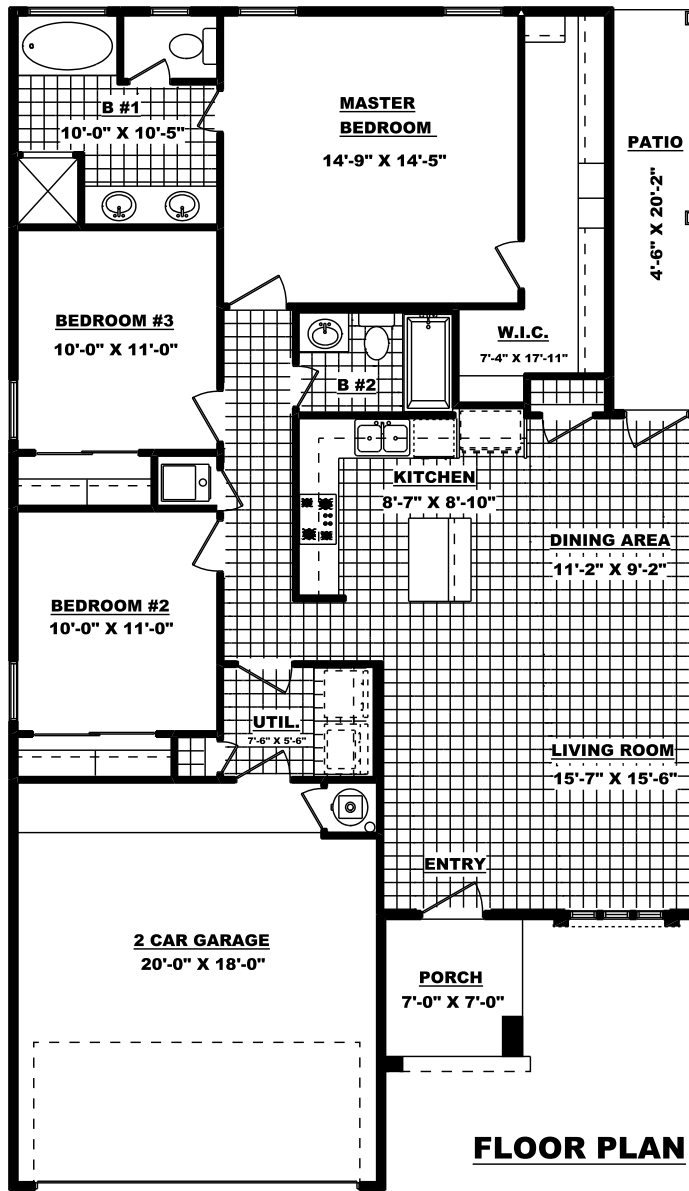 B #1
10'-0" X 10'-5"
MASTER
BEDROOM
14'-9" X 14'-5"
PATIO
4'-6" X 20'-2"
BEDROOM #3
10'-0" X 11'-0"
W.I.C.
7'-4" X 17'-11"
B #2
KITCHEN
8'-7" X 8'-10"
DINING AREA
11'-2" X 9'-2"
BEDROOM #2
10'-0" X 11'-0"
UTIL.
7'-6" X 5'-6"
LIVING ROOM
15'-7" X 15'-6"
ENTRY
2 CAR GARAGE
20'-0" X 18'-0"
PORCH
7'-0" X 7'-0"
FLOOR PLAN